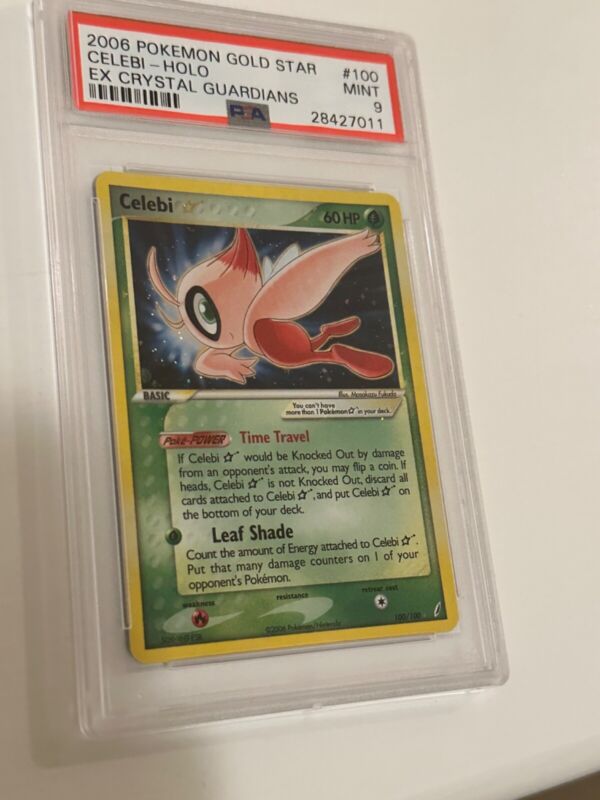 2006 POKEMON GOLD STAR #100
CELEBI - HOLO MINT
EX CRYSTAL GUARDIANS 9
PSA 28427011
Celebi ☆ 60 HP
BASIC Illus. Masakazu Fukuda
You can't have
more than 1 Pokémon ☆ in your deck.
Poké-POWER Time Travel
If Celebi ☆ would be Knocked Out by damage
from an opponent's attack, you may flip a coin. If
heads, Celebi ☆ is not Knocked Out, discard all
cards attached to Celebi ☆, and put Celebi ☆ on
the bottom of your deck.
Leaf Shade
Count the amount of Energy attached to Celebi ☆.
Put that many damage counters on 1 of your
opponent's Pokémon.
weakness resistance retreat cost
©2006 Pokémon/Nintendo 100/100